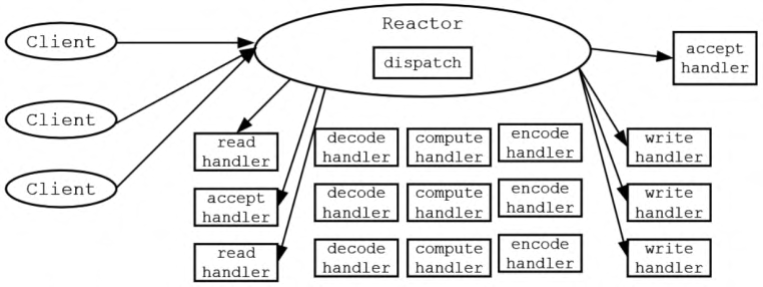 Reactor
dispatch
Client
Client
Client
accept
handler
read
handler
decode
handler
compute
handler
encode
handler
write
handler
accept
handler
decode
handler
compute
handler
encode
handler
write
handler
read
handler
decode
handler
compute
handler
encode
handler
write
handler